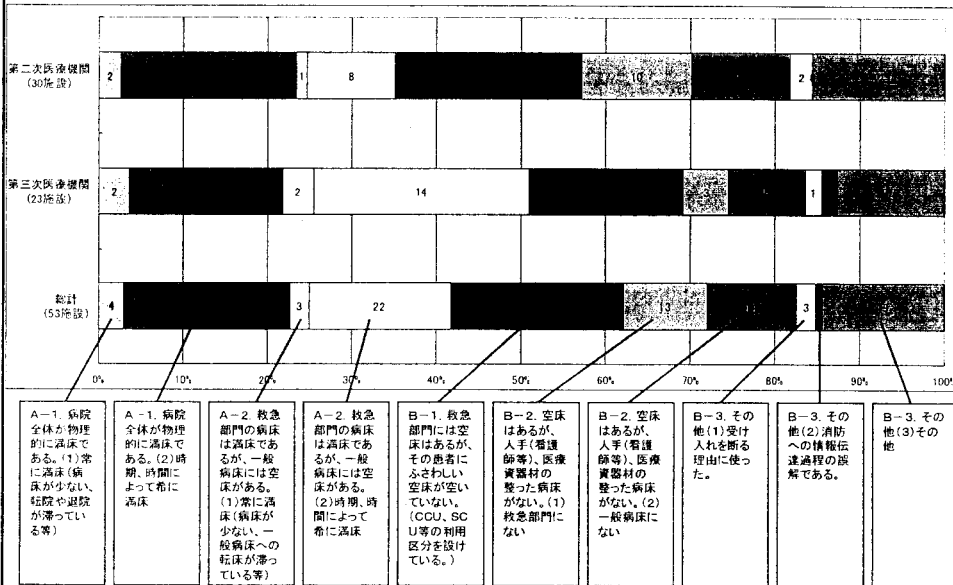 第二次医療機関
(30施設)
2
1
8
10
2
第三次医療機関
(23施設)
2
2
14
3
1
総計
(53施設)
4
3
22
13
11
3
0%
10%
20%
30%
40%
50%
60%
70%
80%
90%
100%
A－1. 病院
全体が物理
的に満床で
ある。(1)常
に満床(病
床が少ない、
転院や退院
が滞ってい
る等)
A－1. 病院
全体が物理
的に満床で
ある。(2)時
期、時間に
よって希に
満床
A－2. 救急
部門の病床
は満床であ
るが、一般
病床には空
床がある。
(1)常に満
床(病床が
少ない、一
般病床への
転床が滞っ
ている等)
A－2. 救急
部門の病床
は満床であ
るが、一般
病床には空
床がある。
(2)時期、時
間によって
希に満床
B－1. 救急
部門には空
床はあるが、
その患者に
ふさわしい
空床が空い
ていない。
(CCU、SC
U等の利用
区分を設け
ている。)
B－2. 空床
はあるが、
人手(看護
師等)、医療
資器材の
整った病床
がない。(1)
救急部門に
ない
B－2. 空床
はあるが、
人手(看護
師等)、医療
資器材の
整った病床
がない。(2)
一般病床に
ない
B－3. その
他(1)受け
入れを断る
理由に使っ
た。
B－3. その
他(2)消防
への情報伝
達過程の誤
解である。
B－3. その
他(3)その
他